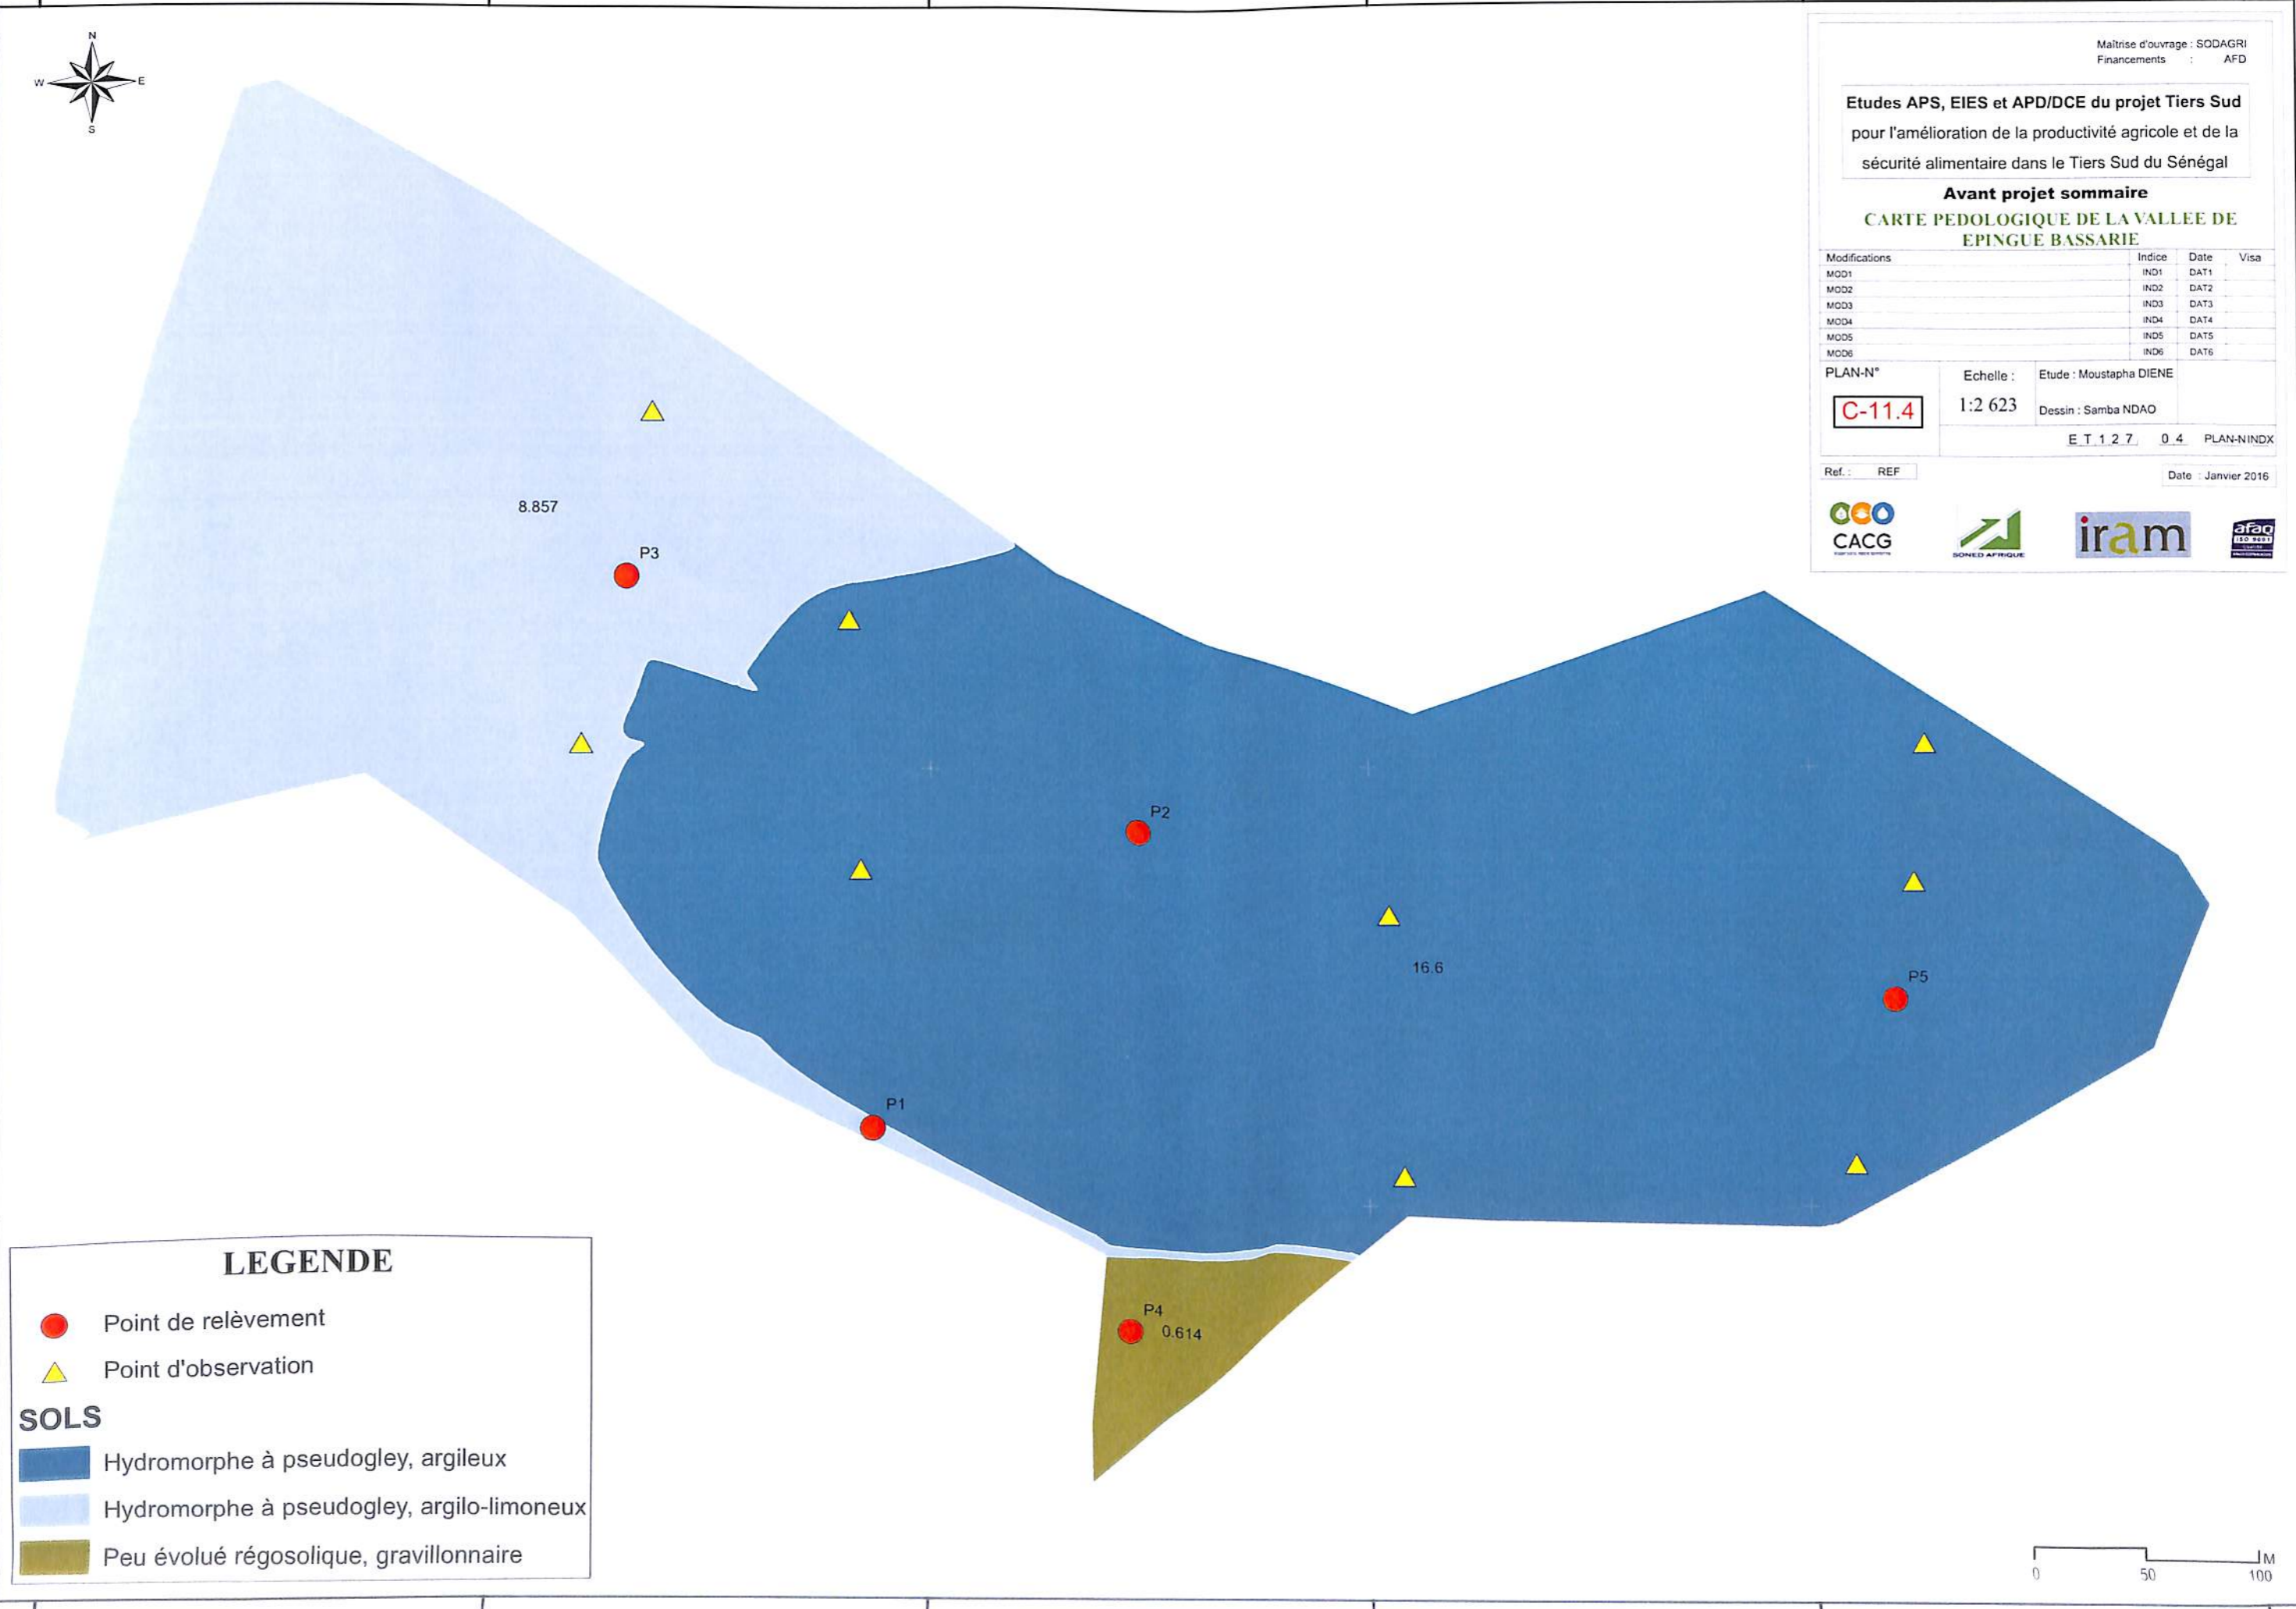 N
W
E
S
Maîtrise d'ouvrage : SODAGRI
Financements : AFD
Etudes APS, EIES et APD/DCE du projet Tiers Sud
pour l'amélioration de la productivité agricole et de la
sécurité alimentaire dans le Tiers Sud du Sénégal
Avant projet sommaire
CARTE PEDOLOGIQUE DE LA VALLEE DE
EPINGUE BASSARIE
Modifications Indice Date Visa
MOD1 IND1 DAT1
MOD2 IND2 DAT2
MOD3 IND3 DAT3
MOD4 IND4 DAT4
MOD5 IND5 DAT5
MOD6 IND6 DAT6
PLAN-N°
C-11.4
Echelle :
1:2 623
Etude : Moustapha DIENE
Dessin : Samba NDAO
E T 1 2 7 0 4 PLAN-NINDX
Ref. : REF
Date : Janvier 2016
CACG
SONED AFRIQUE
iram
afaq
ISO 9001
8.857
P3
P2
16.6
P5
P1
P4
0.614
LEGENDE
Point de relèvement
Point d'observation
SOLS
Hydromorphe à pseudogley, argileux
Hydromorphe à pseudogley, argilo-limoneux
Peu évolué régosolique, gravillonnaire
M
0 50 100